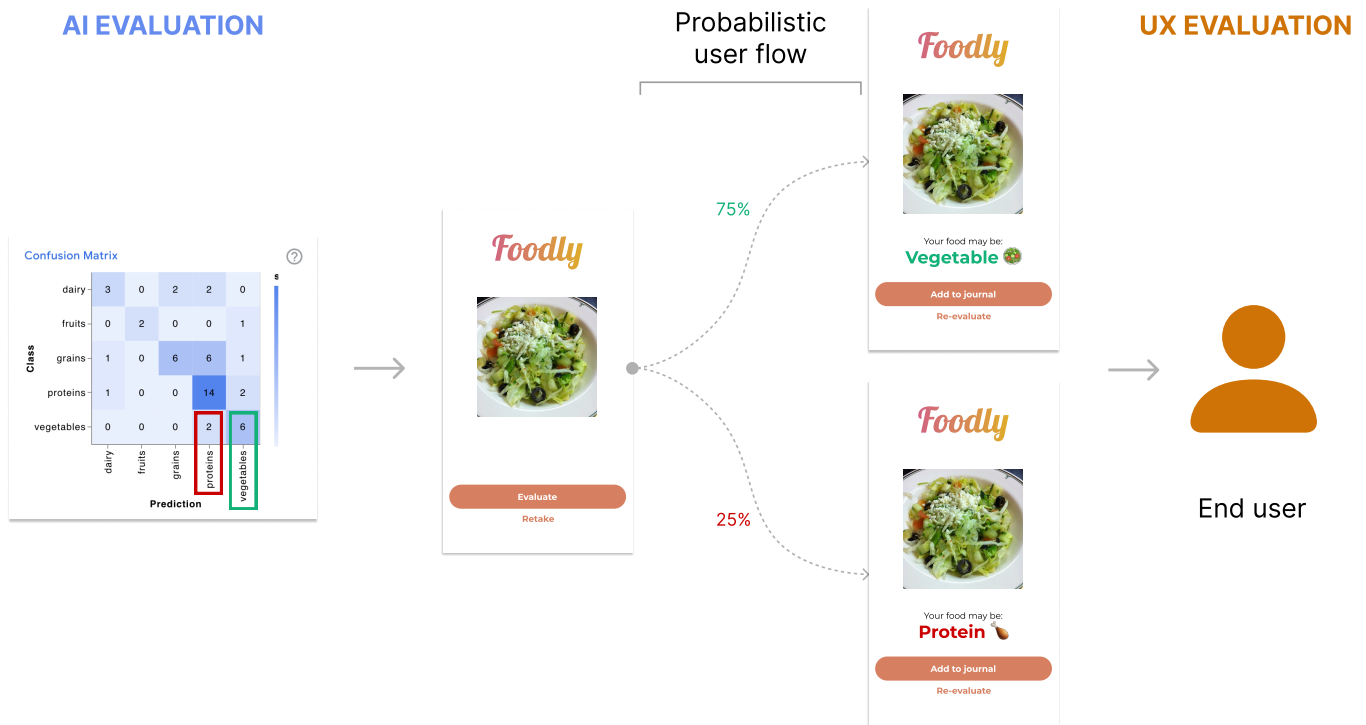 AI EVALUATION
Probabilistic
user flow
UX EVALUATION
Confusion Matrix
?
s
dairy 3 0 2 2 0
fruits 0 2 0 0 1
grains 1 0 6 6 1
proteins 1 0 0 14 2
vegetables 0 0 0 2 6
Class
dairy fruits grains proteins vegetables
Prediction
Foodly
Evaluate
Retake
75%
25%
Foodly
Your food may be:
Vegetable
Add to journal
Re-evaluate
Foodly
Your food may be:
Protein
Add to journal
Re-evaluate
End user